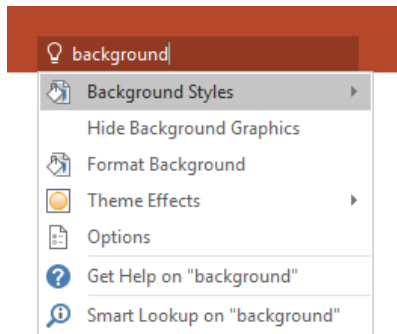 background
Background Styles
Hide Background Graphics
Format Background
Theme Effects
Options
Get Help on "background"
Smart Lookup on "background"